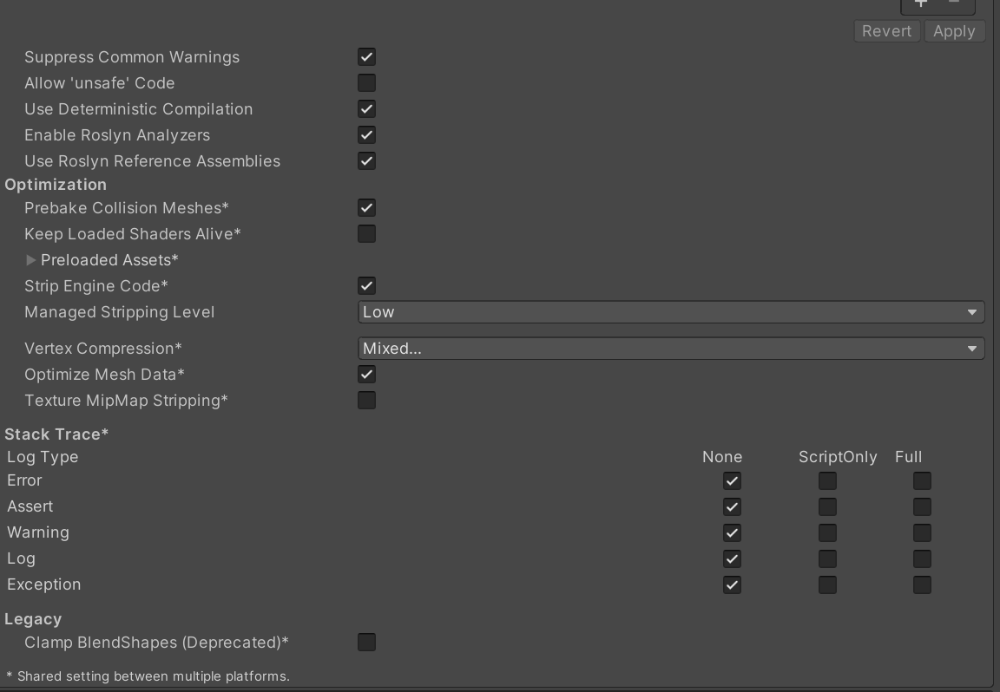 Revert Apply
Suppress Common Warnings
Allow 'unsafe' Code
Use Deterministic Compilation
Enable Roslyn Analyzers
Use Roslyn Reference Assemblies
Optimization
Prebake Collision Meshes*
Keep Loaded Shaders Alive*
Preloaded Assets*
Strip Engine Code*
Managed Stripping Level Low
Vertex Compression* Mixed...
Optimize Mesh Data*
Texture MipMap Stripping*
Stack Trace*
Log Type None ScriptOnly Full
Error
Assert
Warning
Log
Exception
Legacy
Clamp BlendShapes (Deprecated)*
* Shared setting between multiple platforms.